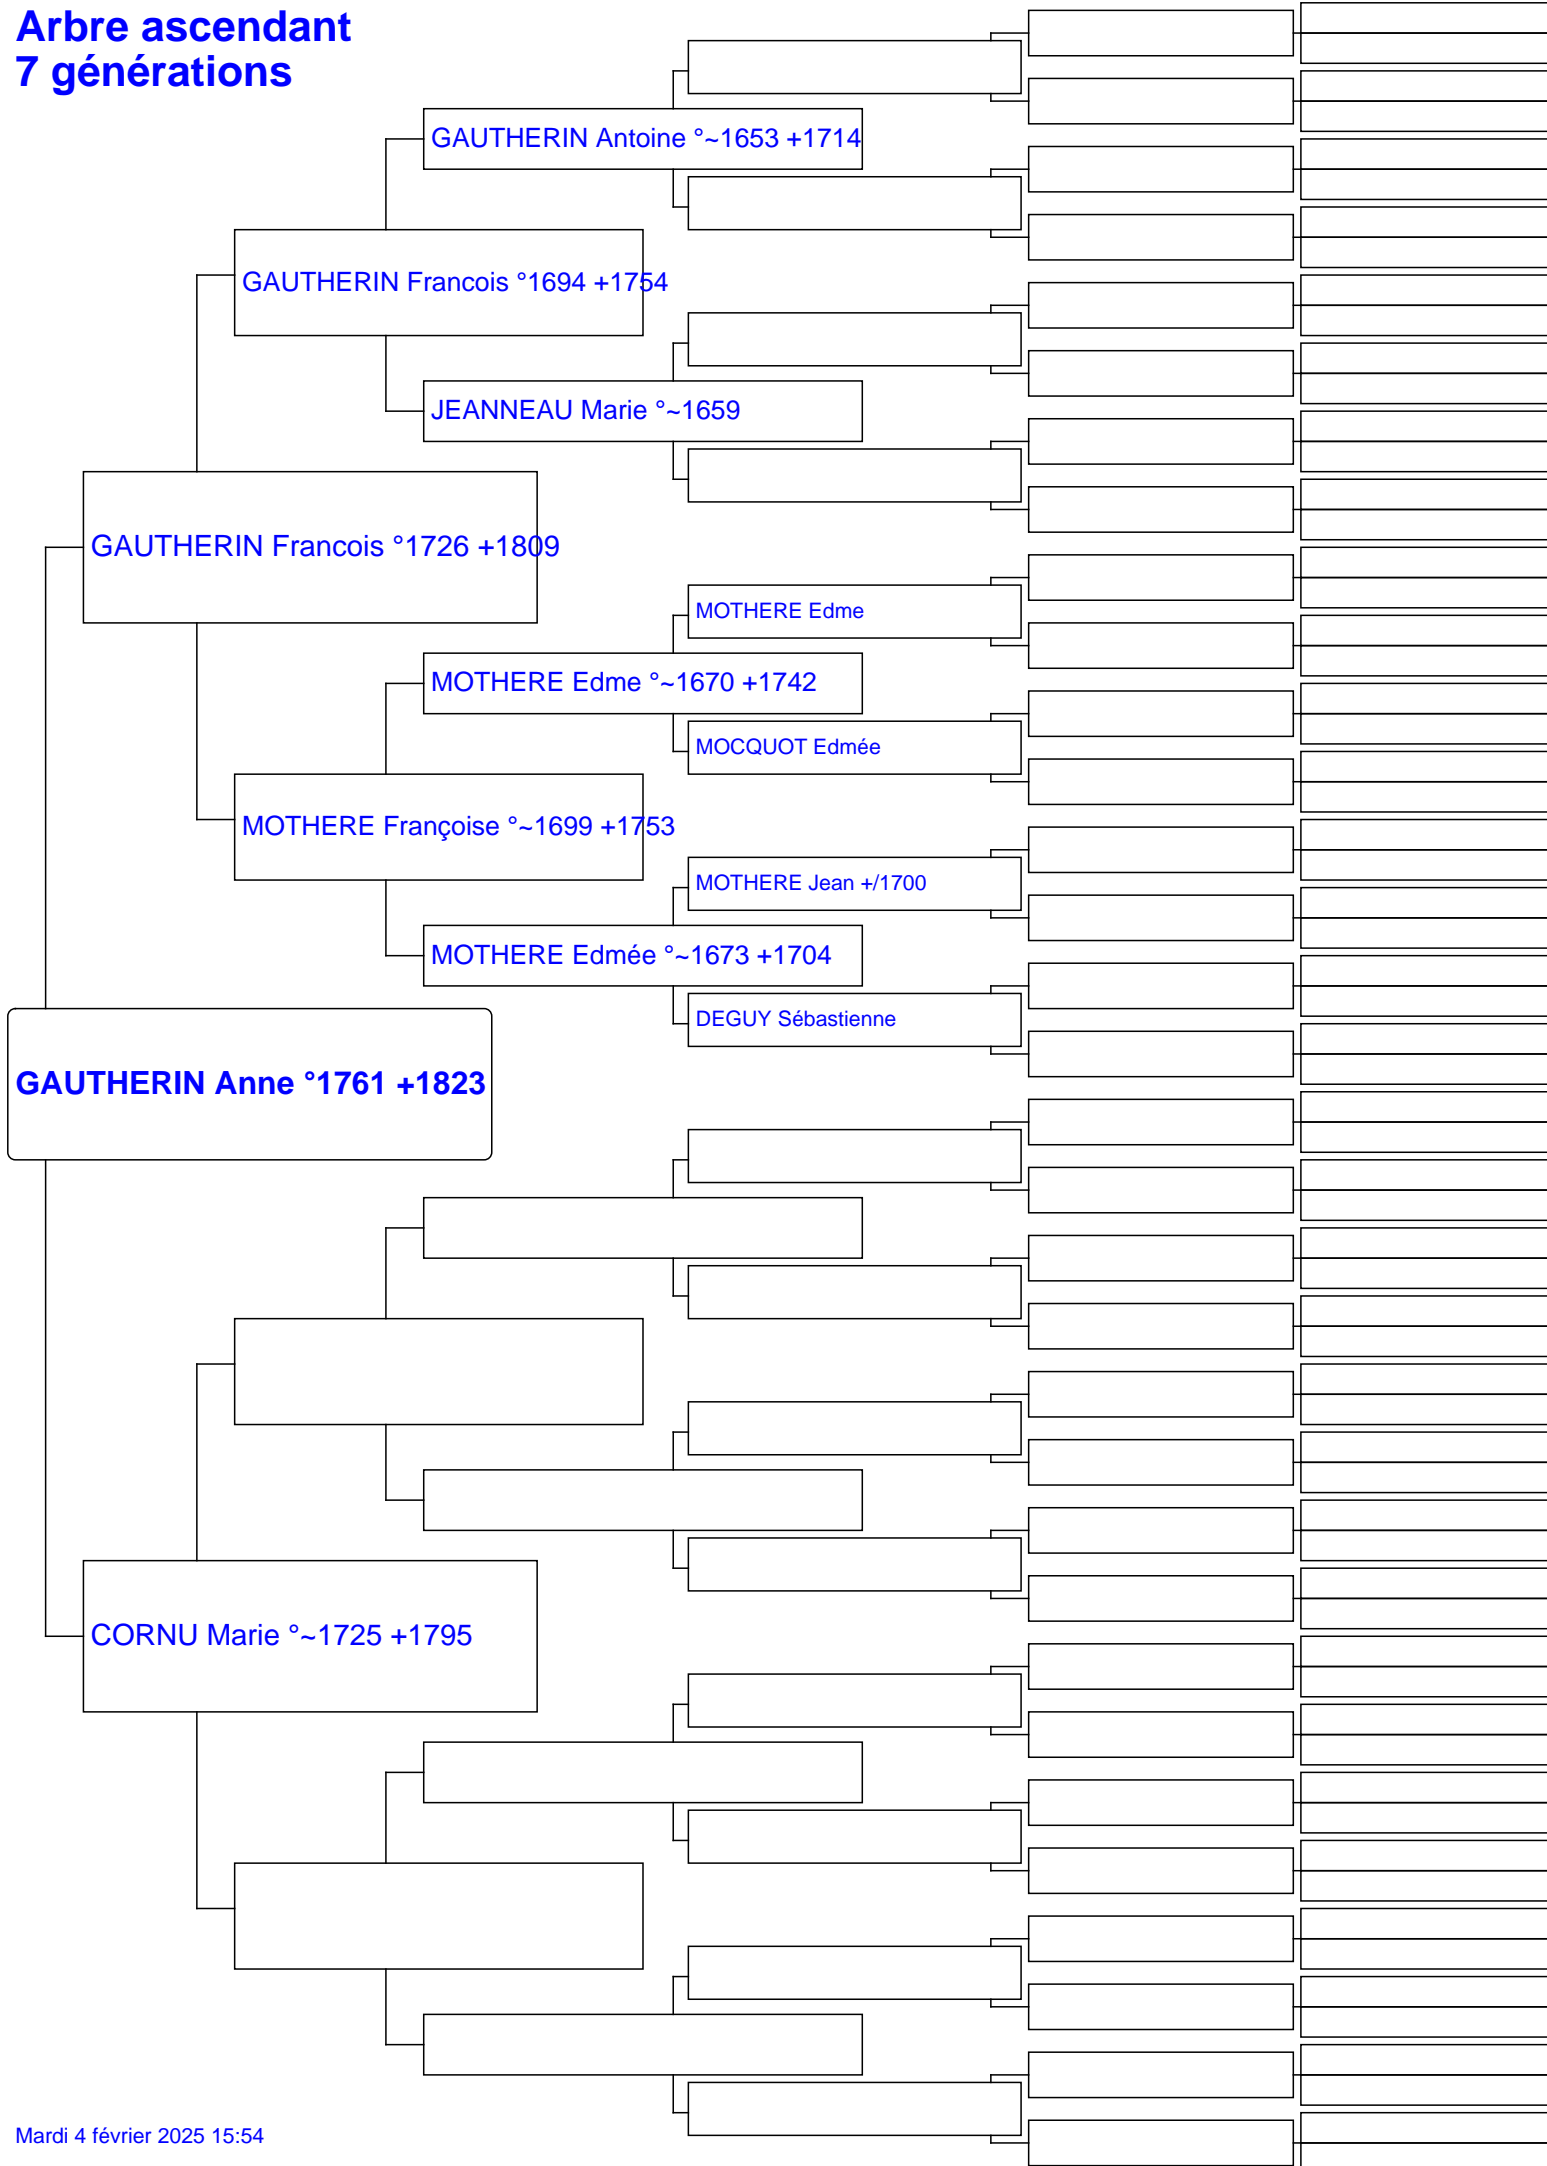 Arbre ascendant
7 générations
GAUTHERIN Antoine °~1653 +1714
GAUTHERIN Francois °1694 +1754
JEANNEAU Marie °~1659
GAUTHERIN Francois °1726 +1809
MOTHERE Edme
MOTHERE Edme °~1670 +1742
MOCQUOT Edmée
MOTHERE Françoise °~1699 +1753
MOTHERE Jean +/1700
MOTHERE Edmée °~1673 +1704
DEGUY Sébastienne
GAUTHERIN Anne °1761 +1823
CORNU Marie °~1725 +1795
Mardi 4 février 2025 15:54